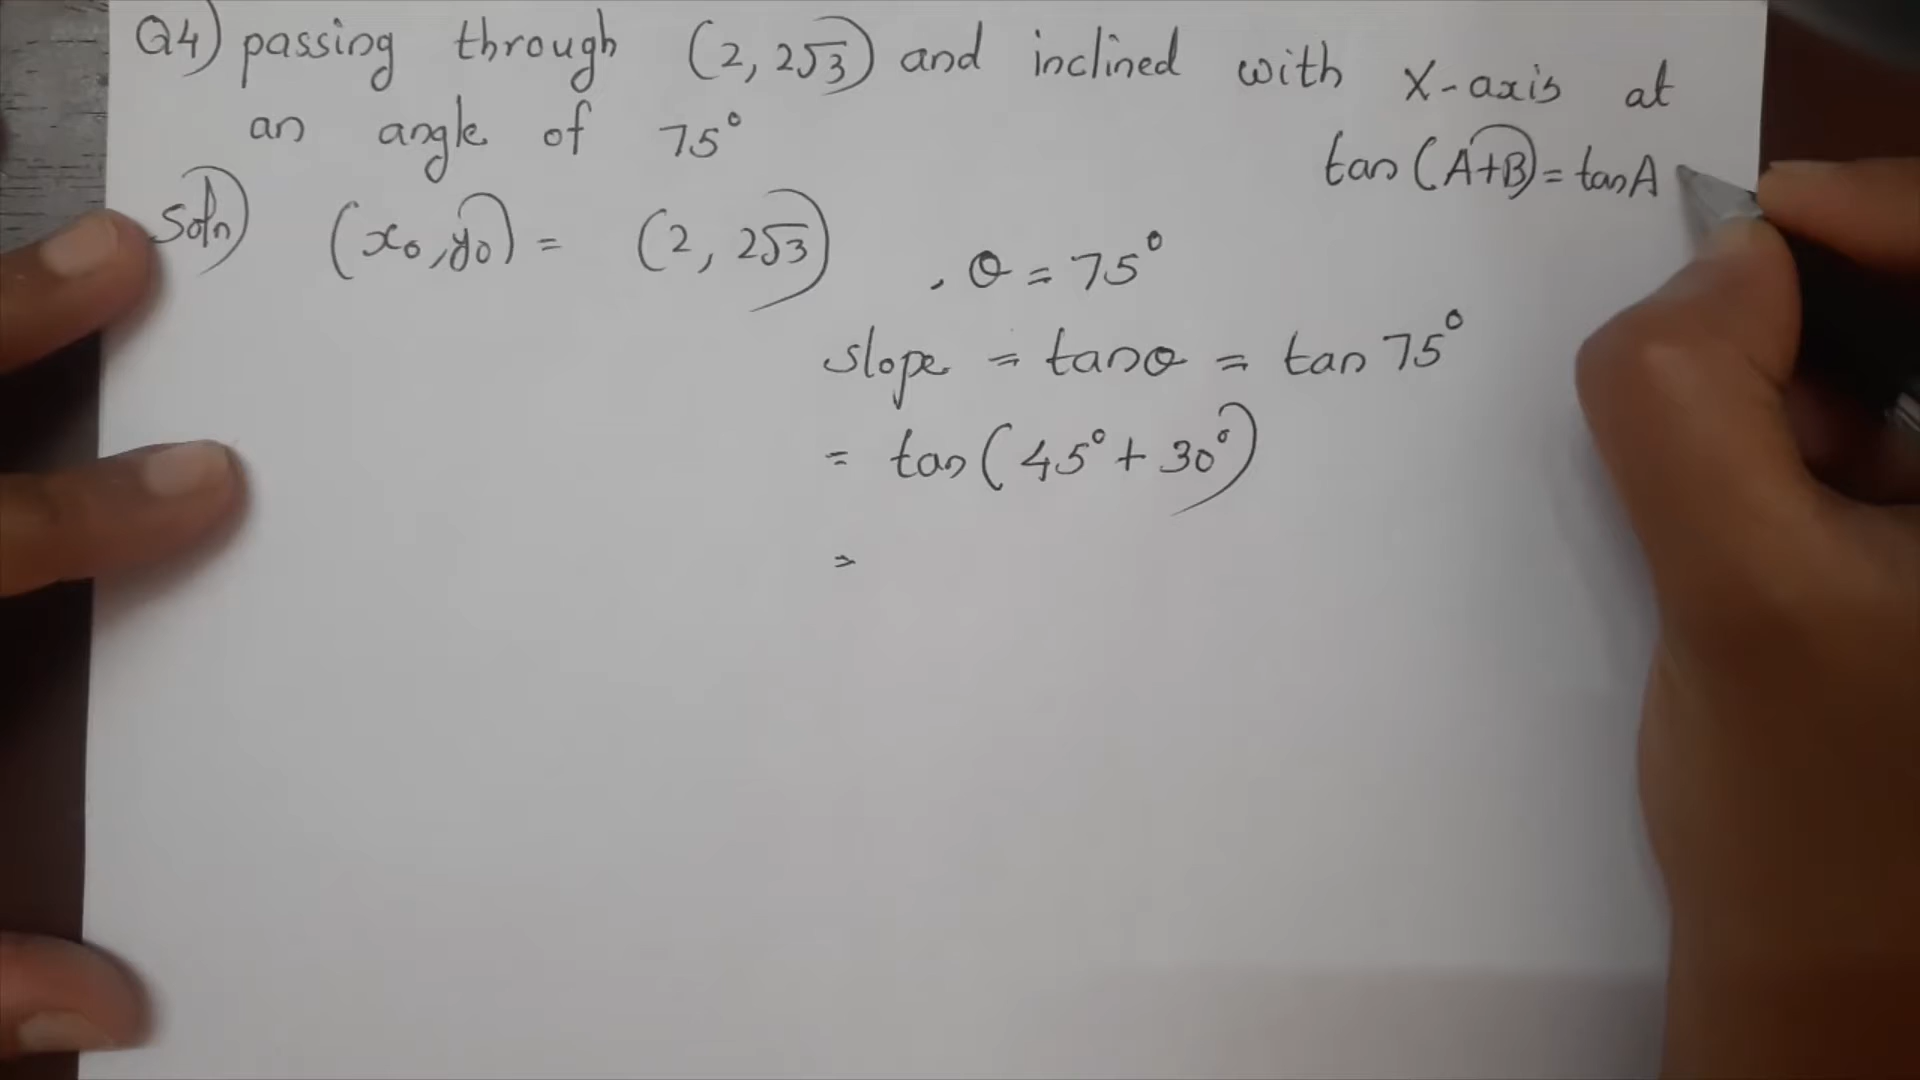 Q4) passing through (2, 2√3) and inclined with X-axis at
an angle of 75°
tan(A+B) = tanA
Soln) (x₀, y₀) = (2, 2√3) , θ = 75°
slope = tanθ = tan 75°
= tan(45° + 30°)
=